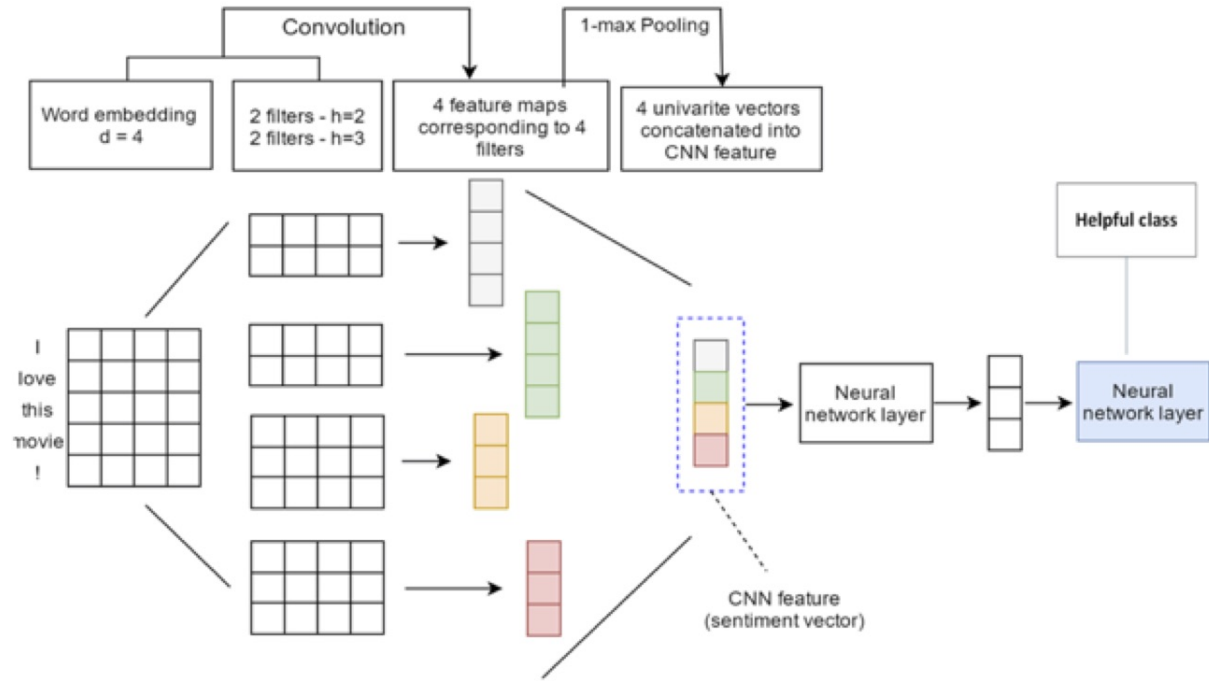 Convolution
1-max Pooling
Word embedding
d = 4
2 filters - h=2
2 filters - h=3
4 feature maps
corresponding to 4
filters
4 univarite vectors
concatenated into
CNN feature
Helpful class
I
love
this
movie
!
Neural
network layer
Neural
network layer
CNN feature
(sentiment vector)